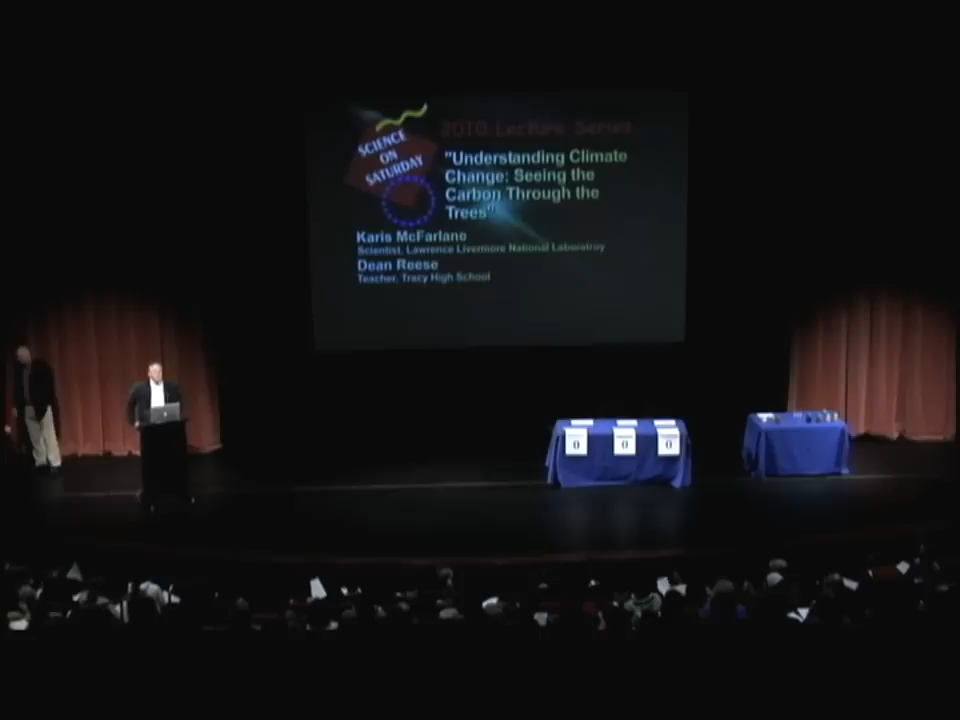 SCIENCE
ON
SATURDAY
2010 Lecture Series
"Understanding Climate
Change: Seeing the
Carbon Through the
Trees"
Karis McFarlane
Scientist, Lawrence Livermore National Laboratroy
Dean Reese
Teacher, Tracy High School
0
0
0